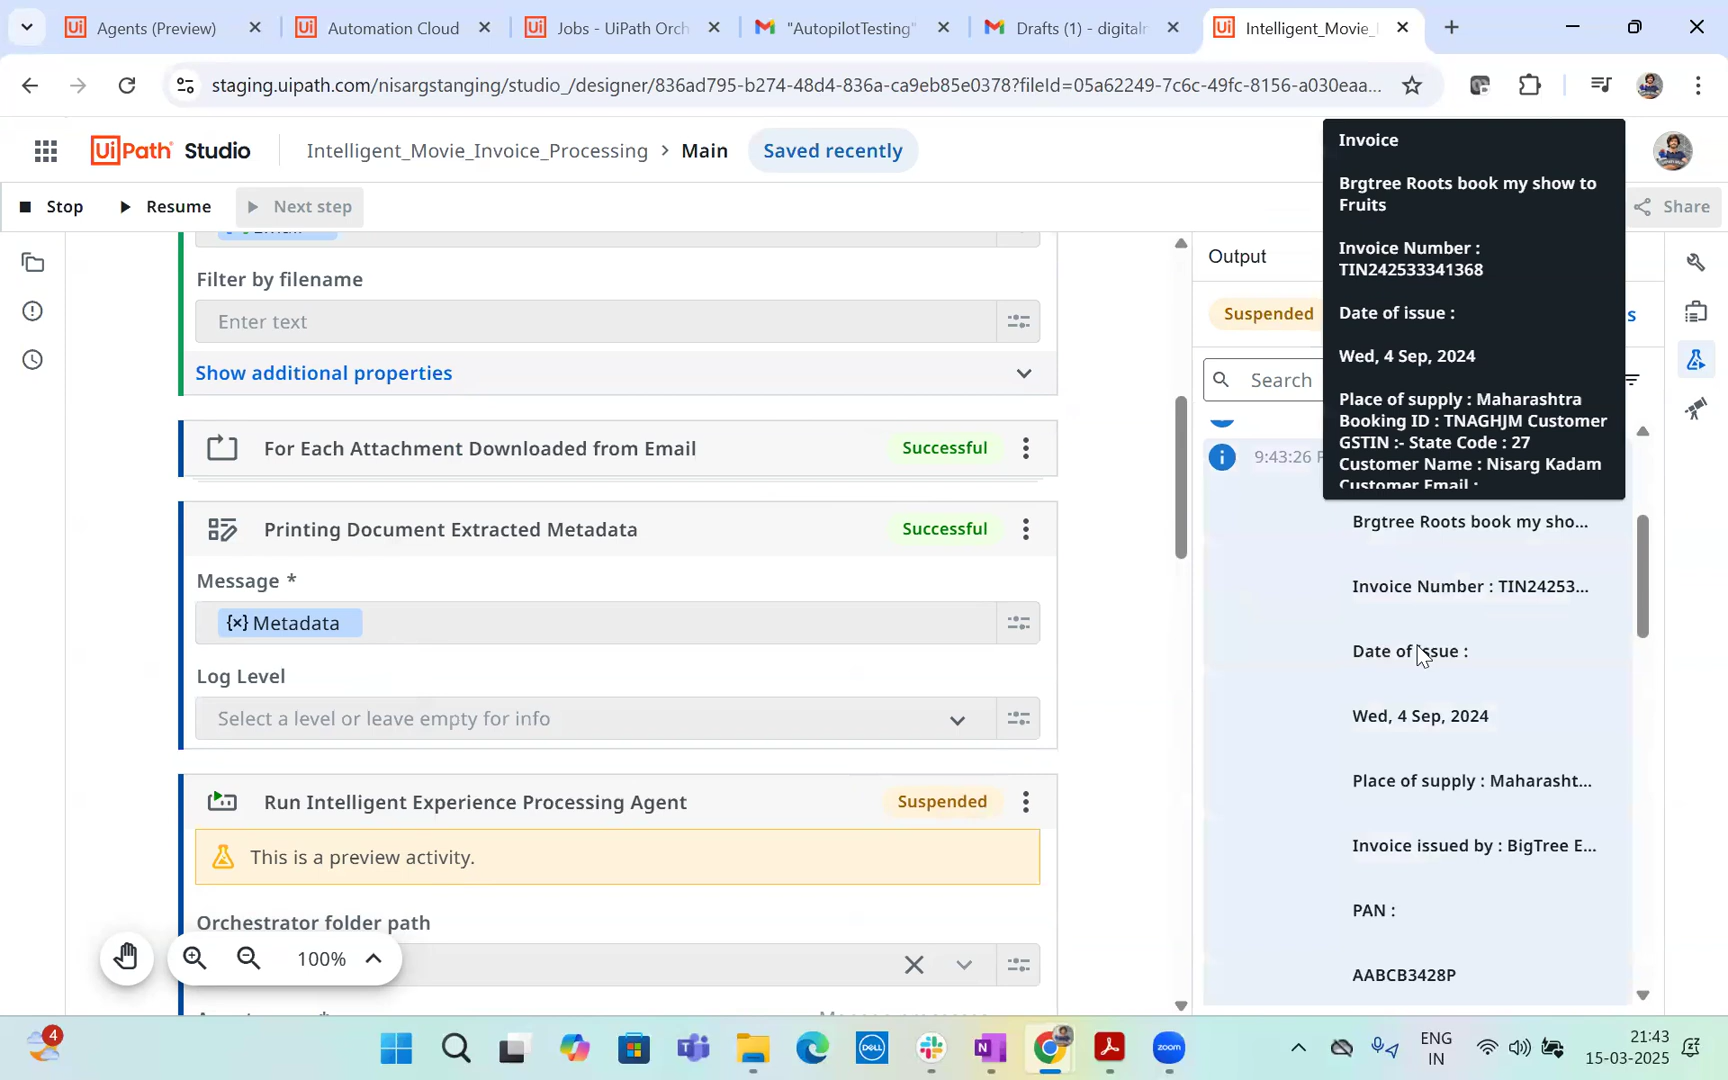 Agents (Preview)
Automation Cloud
Jobs - UiPath Orch
"AutopilotTesting"
Drafts (1) - digitalr
Intelligent_Movie_
staging.uipath.com/nisargstanging/studio_/designer/836ad795-b274-48d4-836a-ca9eb85e0378?fileId=05a62249-7c6c-49fc-8156-a030eaa...
UiPath Studio
Intelligent_Movie_Invoice_Processing > Main
Saved recently
Stop
Resume
Next step
Share
Filter by filename
Enter text
Show additional properties
For Each Attachment Downloaded from Email
Successful
Printing Document Extracted Metadata
Successful
Message *
{x} Metadata
Log Level
Select a level or leave empty for info
Run Intelligent Experience Processing Agent
Suspended
This is a preview activity.
Orchestrator folder path
100%
Output
Suspended
s
Search
9:43:26
Invoice
Brgtree Roots book my show to
Fruits
Invoice Number :
TIN242533341368
Date of issue :
Wed, 4 Sep, 2024
Place of supply : Maharashtra
Booking ID : TNAGHJM Customer
GSTIN :- State Code : 27
Customer Name : Nisarg Kadam
Customer Email :
Brgtree Roots book my sho...
Invoice Number : TIN24253...
Date of issue :
Wed, 4 Sep, 2024
Place of supply : Maharasht...
Invoice issued by : BigTree E...
PAN :
AABCB3428P
4
DELL
N
zoom
ENG
IN
21:43
15-03-2025